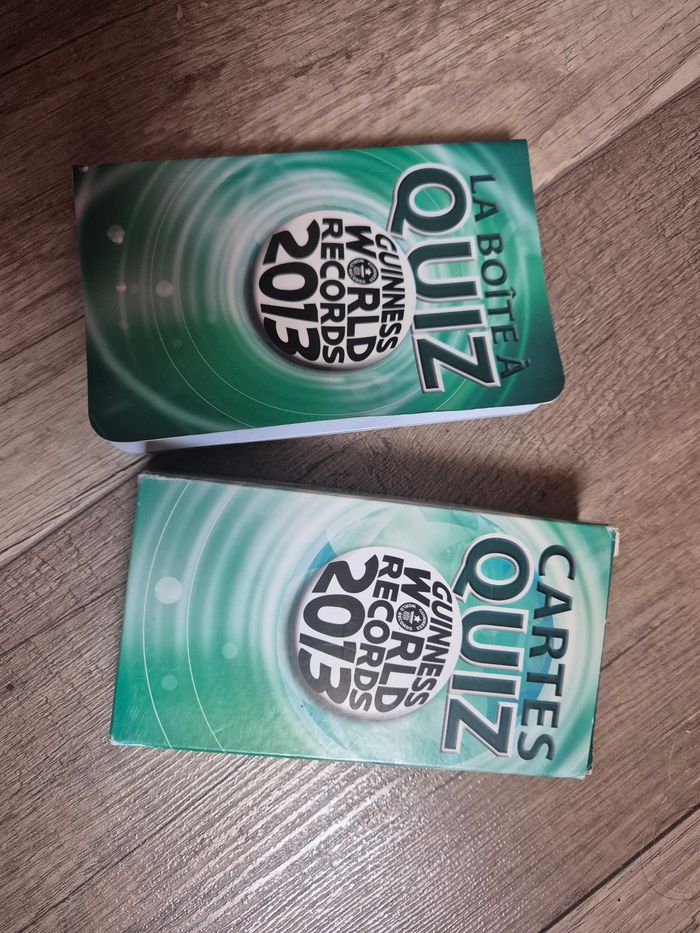 LA BOÎTE À
QUIZ
GUINNESS
WORLD
RECORDS
2013
CARTES
QUIZ
GUINNESS
WORLD
RECORDS
2013